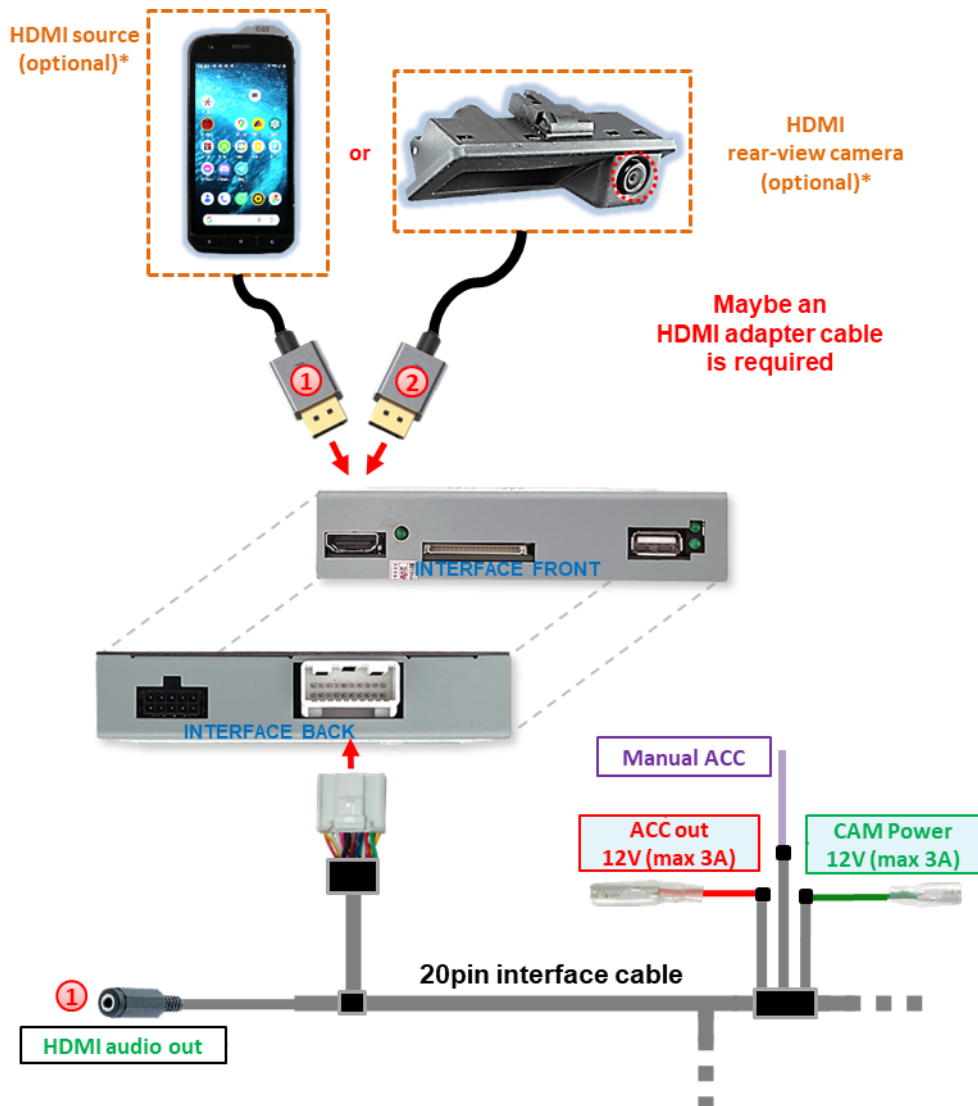 HDMI source
(optional)*
or
HDMI
rear-view camera
(optional)*
Maybe an
HDMI adapter cable
is required
1
2
INTERFACE FRONT
INTERFACE BACK
Manual ACC
ACC out
12V (max 3A)
CAM Power
12V (max 3A)
20pin interface cable
1
HDMI audio out